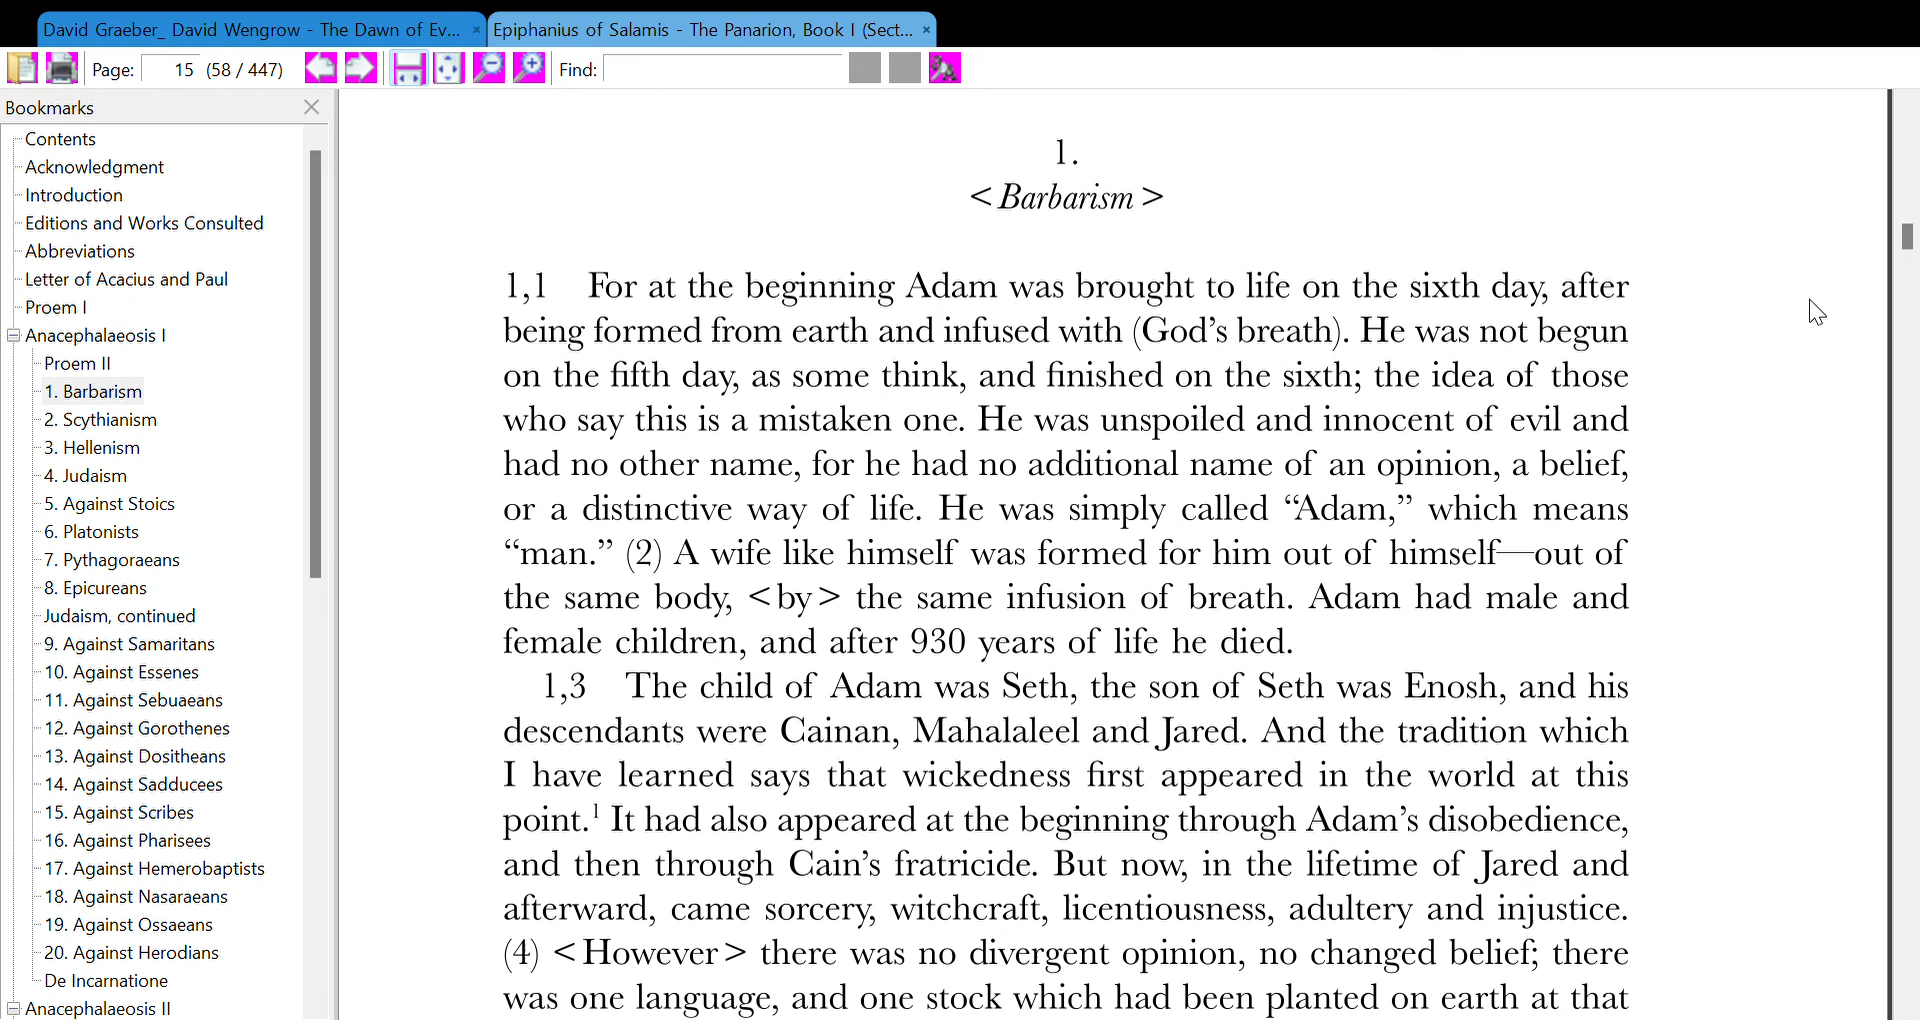 David Graeber_ David Wengrow - The Dawn of Ev... ×
Epiphanius of Salamis - The Panarion, Book I (Sect... ×
Page: 15 (58 / 447)
Find:
Bookmarks
Contents
Acknowledgment
Introduction
Editions and Works Consulted
Abbreviations
Letter of Acacius and Paul
Proem I
Anacephalaeosis I
Proem II
1. Barbarism
2. Scythianism
3. Hellenism
4. Judaism
5. Against Stoics
6. Platonists
7. Pythagoraeans
8. Epicureans
Judaism, continued
9. Against Samaritans
10. Against Essenes
11. Against Sebuaeans
12. Against Gorothenes
13. Against Dositheans
14. Against Sadducees
15. Against Scribes
16. Against Pharisees
17. Against Hemerobaptists
18. Against Nasaraeans
19. Against Ossaeans
20. Against Herodians
De Incarnatione
Anacephalaeosis II
1.
<Barbarism>
1,1 For at the beginning Adam was brought to life on the sixth day, after
being formed from earth and infused with (God’s breath). He was not begun
on the fifth day, as some think, and finished on the sixth; the idea of those
who say this is a mistaken one. He was unspoiled and innocent of evil and
had no other name, for he had no additional name of an opinion, a belief,
or a distinctive way of life. He was simply called “Adam,” which means
“man.” (2) A wife like himself was formed for him out of himself—out of
the same body, <by> the same infusion of breath. Adam had male and
female children, and after 930 years of life he died.
1,3 The child of Adam was Seth, the son of Seth was Enosh, and his
descendants were Cainan, Mahalaleel and Jared. And the tradition which
I have learned says that wickedness first appeared in the world at this
point.¹ It had also appeared at the beginning through Adam’s disobedience,
and then through Cain’s fratricide. But now, in the lifetime of Jared and
afterward, came sorcery, witchcraft, licentiousness, adultery and injustice.
(4) <However> there was no divergent opinion, no changed belief; there
was one language, and one stock which had been planted on earth at that